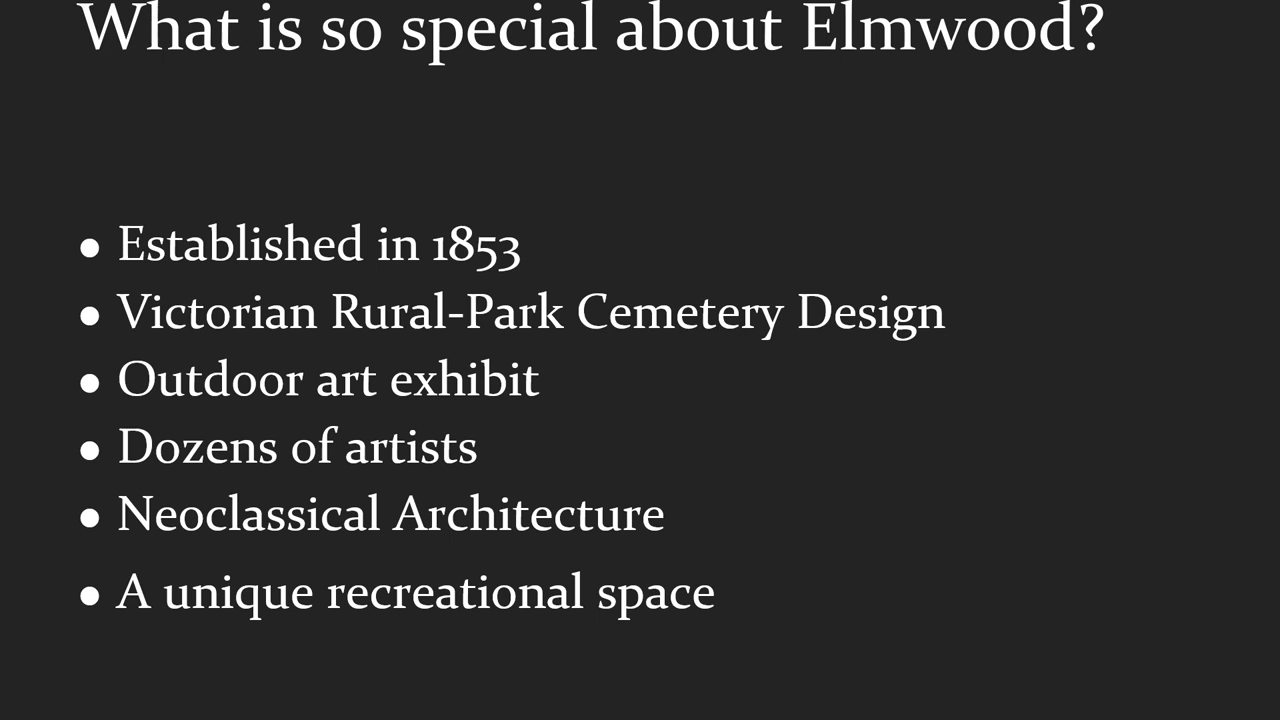 What is so special about Elmwood?
● Established in 1853
● Victorian Rural-Park Cemetery Design
● Outdoor art exhibit
● Dozens of artists
● Neoclassical Architecture
● A unique recreational space